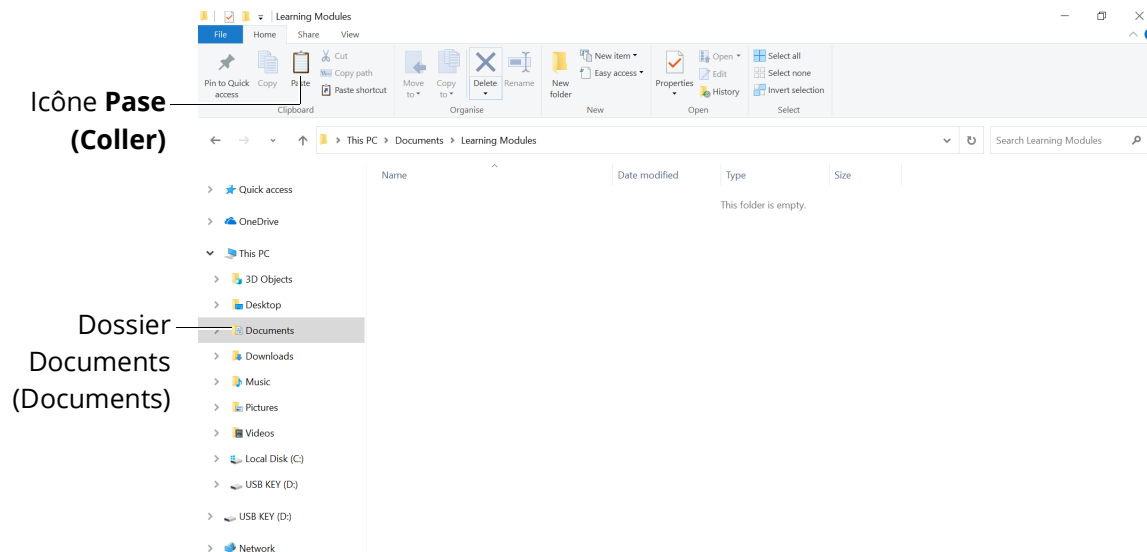 Learning Modules
File Home Share View
Pin to Quick access
Copy
Paste
Cut
Copy path
Paste shortcut
Move to
Copy to
Delete
Rename
New folder
New item
Easy access
Properties
Open
Edit
History
Select all
Select none
Invert selection
Clipboard Organise New Open Select
Icône Pase
(Coller)
This PC > Documents > Learning Modules
Search Learning Modules
Name Date modified Type Size
This folder is empty.
Quick access
OneDrive
This PC
3D Objects
Desktop
Dossier
Documents
(Documents)
Documents
Downloads
Music
Pictures
Videos
Local Disk (C:)
USB KEY (D:)
USB KEY (D:)
Network